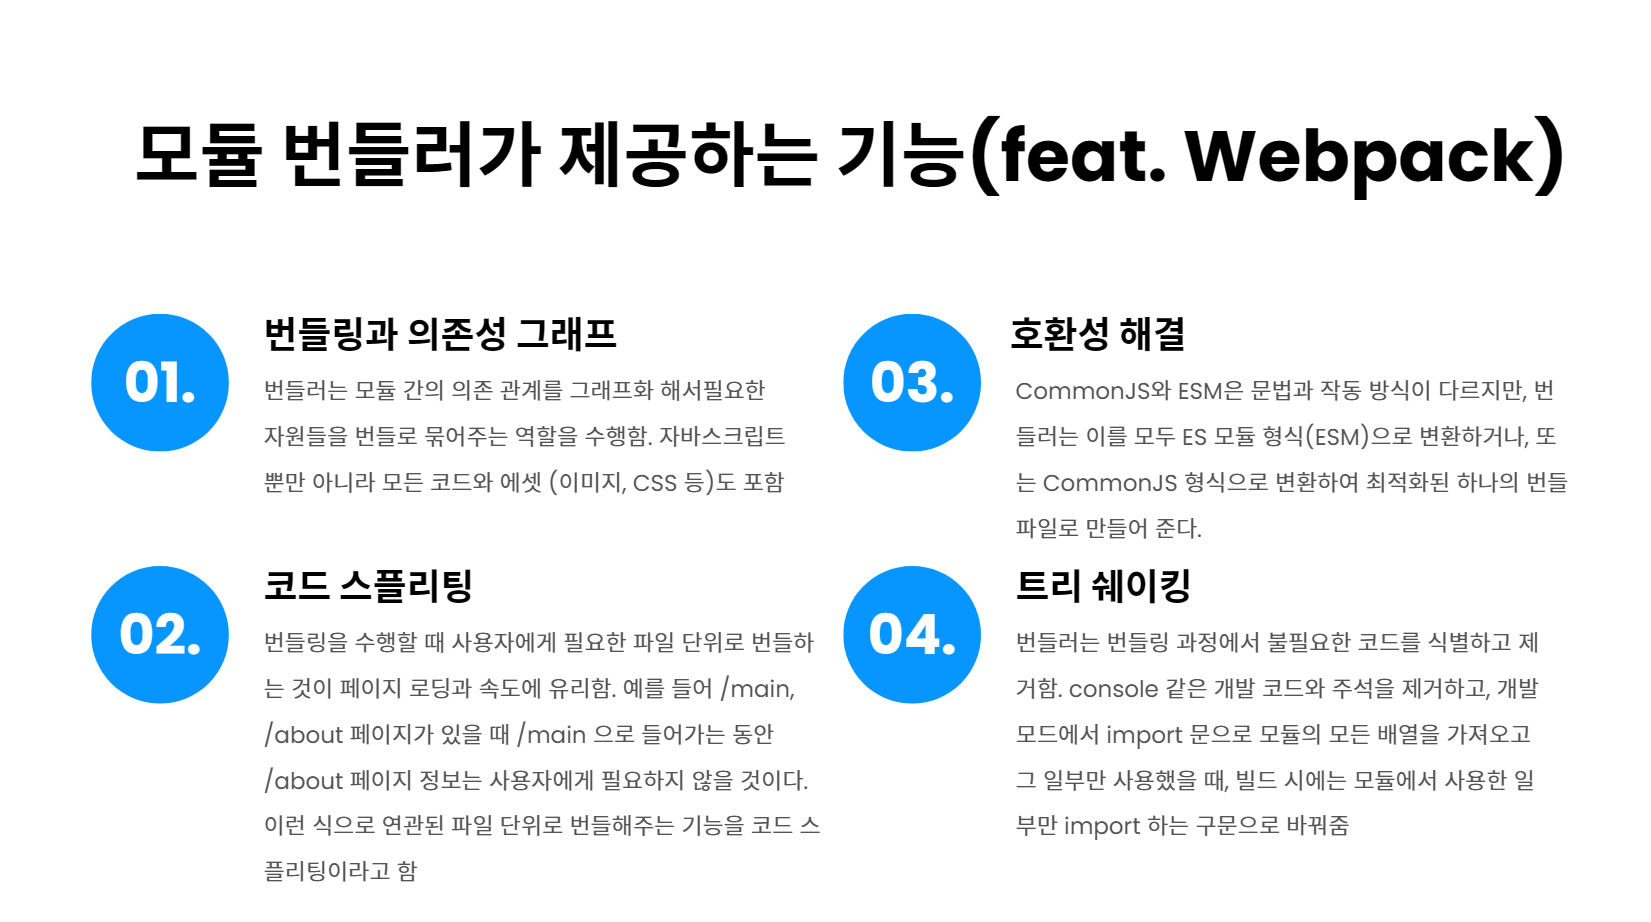 모듈 번들러가 제공하는 기능(feat. Webpack)
01.
번들링과 의존성 그래프
번들러는 모듈 간의 의존 관계를 그래프화 해서필요한
자원들을 번들로 묶어주는 역할을 수행함. 자바스크립트
뿐만 아니라 모든 코드와 에셋 (이미지, CSS 등)도 포함
02.
코드 스플리팅
번들링을 수행할 때 사용자에게 필요한 파일 단위로 번들하
는 것이 페이지 로딩과 속도에 유리함. 예를 들어 /main,
/about 페이지가 있을 때 /main 으로 들어가는 동안
/about 페이지 정보는 사용자에게 필요하지 않을 것이다.
이런 식으로 연관된 파일 단위로 번들해주는 기능을 코드 스
플리팅이라고 함
03.
호환성 해결
CommonJS와 ESM은 문법과 작동 방식이 다르지만, 번
들러는 이를 모두 ES 모듈 형식(ESM)으로 변환하거나, 또
는 CommonJS 형식으로 변환하여 최적화된 하나의 번들
파일로 만들어 준다.
04.
트리 쉐이킹
번들러는 번들링 과정에서 불필요한 코드를 식별하고 제
거함. console 같은 개발 코드와 주석을 제거하고, 개발
모드에서 import 문으로 모듈의 모든 배열을 가져오고
그 일부만 사용했을 때, 빌드 시에는 모듈에서 사용한 일
부만 import 하는 구문으로 바꿔줌